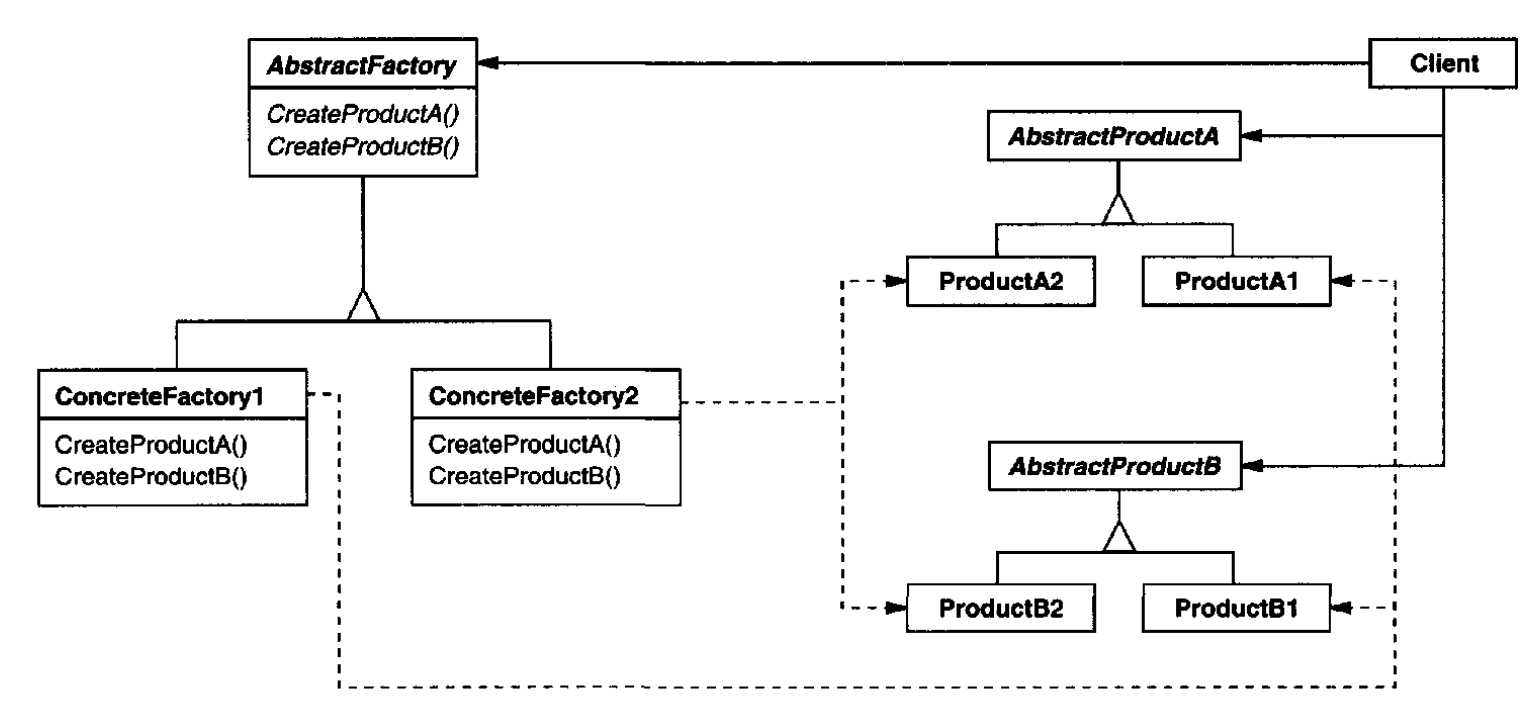 AbstractFactory
CreateProductA()
CreateProductB()
Client
AbstractProductA
ProductA2
ProductA1
ConcreteFactory1
CreateProductA()
CreateProductB()
ConcreteFactory2
CreateProductA()
CreateProductB()
AbstractProductB
ProductB2
ProductB1